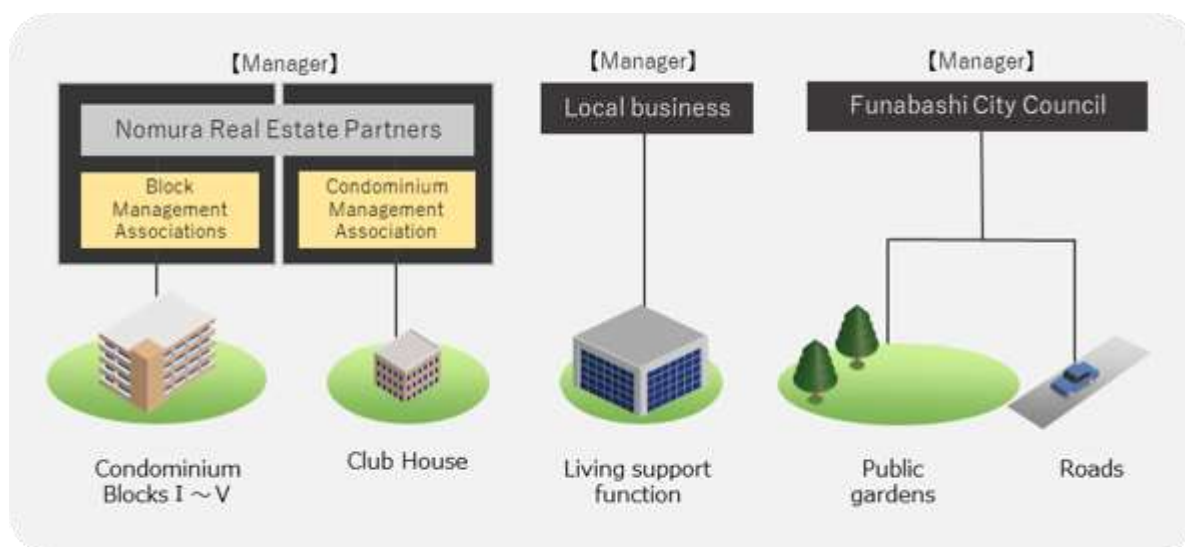 【Manager】
Nomura Real Estate Partners
Block
Management
Associations
Condominium
Management
Association
Condominium
Blocks Ⅰ ～ Ⅴ
Club House
【Manager】
Local business
Living support
function
【Manager】
Funabashi City Council
Public
gardens
Roads